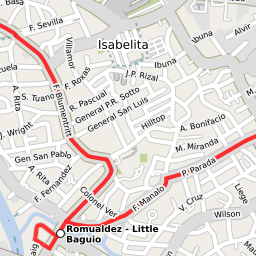 Basa
F. Sevilla
Villamor
Isabelita
Ibuna
Alvir
A. Rita
S. Tuano
F. Blumentritt
F. Roxas
J.P. Rizal
Ibuna
R. Pascual
General P.R. Sotto
General San Luis
J. Wright
Hilltop
A. Bonifacio
M. Miranda
P. Parada
Gen San Pablo
A. Rita
F. Fernandez
Colonel Ver
F. Manalo
V. Cruz
Liege
Wilson
Romualdez - Little
Baguio